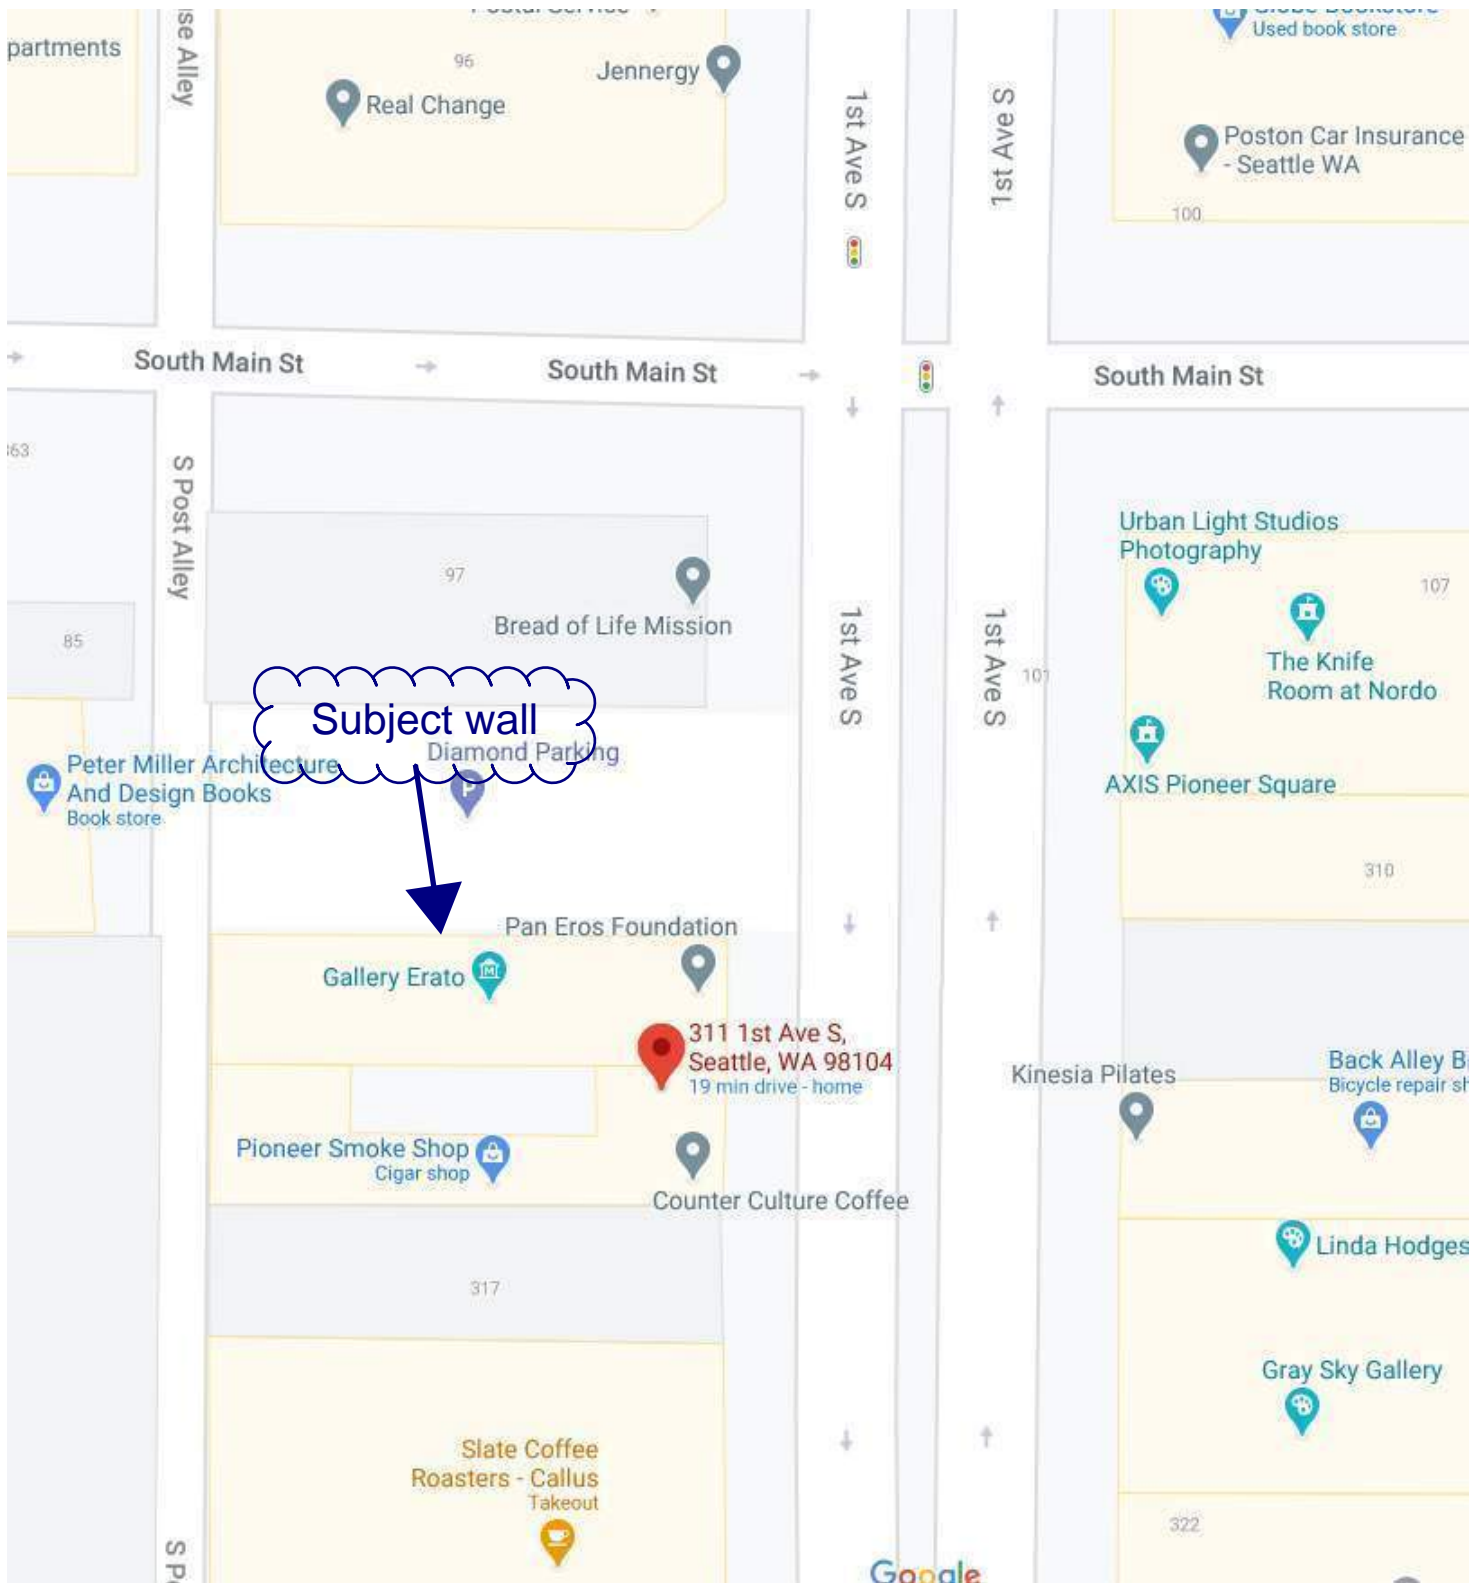 Used book store
partments
Alley
96
Jennergy
Real Change
1st Ave S
1st Ave S
Poston Car Insurance
- Seattle WA
100
South Main St
South Main St
South Main St
S Post Alley
97
Bread of Life Mission
85
1st Ave S
1st Ave S
101
Urban Light Studios
Photography
107
The Knife
Room at Nordo
AXIS Pioneer Square
310
Subject wall
Diamond Parking
P
Peter Miller Architecture
And Design Books
Book store
Pan Eros Foundation
Gallery Erato
311 1st Ave S,
Seattle, WA 98104
19 min drive - home
Kinesia Pilates
Back Alley B
Bicycle repair sh
Pioneer Smoke Shop
Cigar shop
Counter Culture Coffee
317
Linda Hodges
Gray Sky Gallery
Slate Coffee
Roasters - Callus
Takeout
322
Google